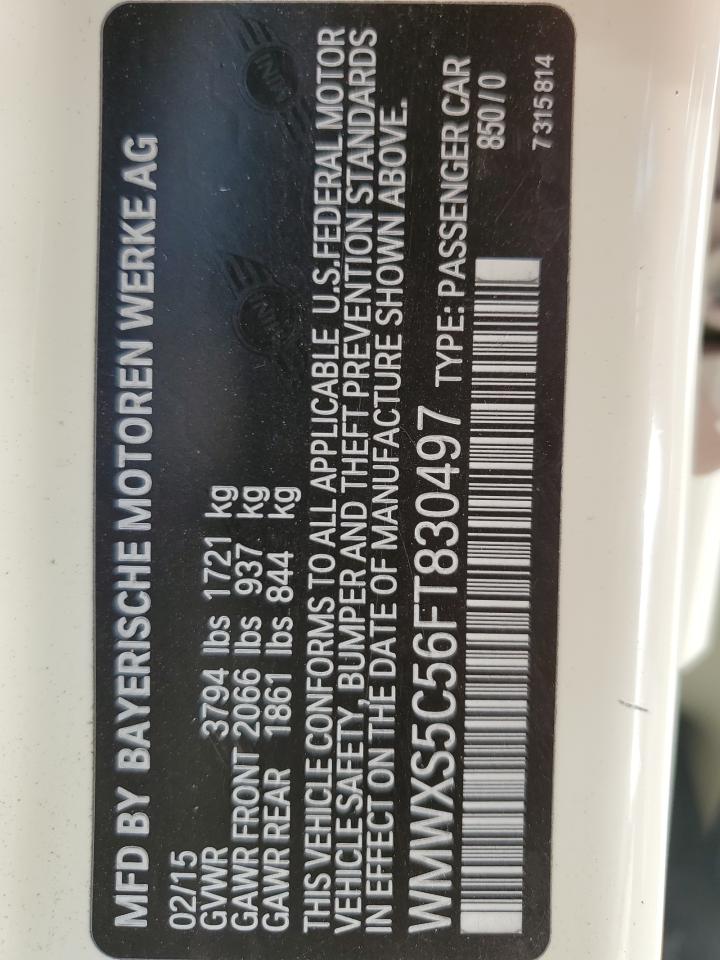 MFD BY BAYERISCHE MOTOREN WERKE AG
02/15
GVWR 3794 lbs 1721 kg
GAWR FRONT 2066 lbs 937 kg
GAWR REAR 1861 lbs 844 kg
THIS VEHICLE CONFORMS TO ALL APPLICABLE U.S.FEDERAL MOTOR
VEHICLE SAFETY, BUMPER AND THEFT PREVENTION STANDARDS
IN EFFECT ON THE DATE OF MANUFACTURE SHOWN ABOVE.
WMWXS5C56FT830497 TYPE: PASSENGER CAR
850 / 0
7 315 814
MINI
MINI